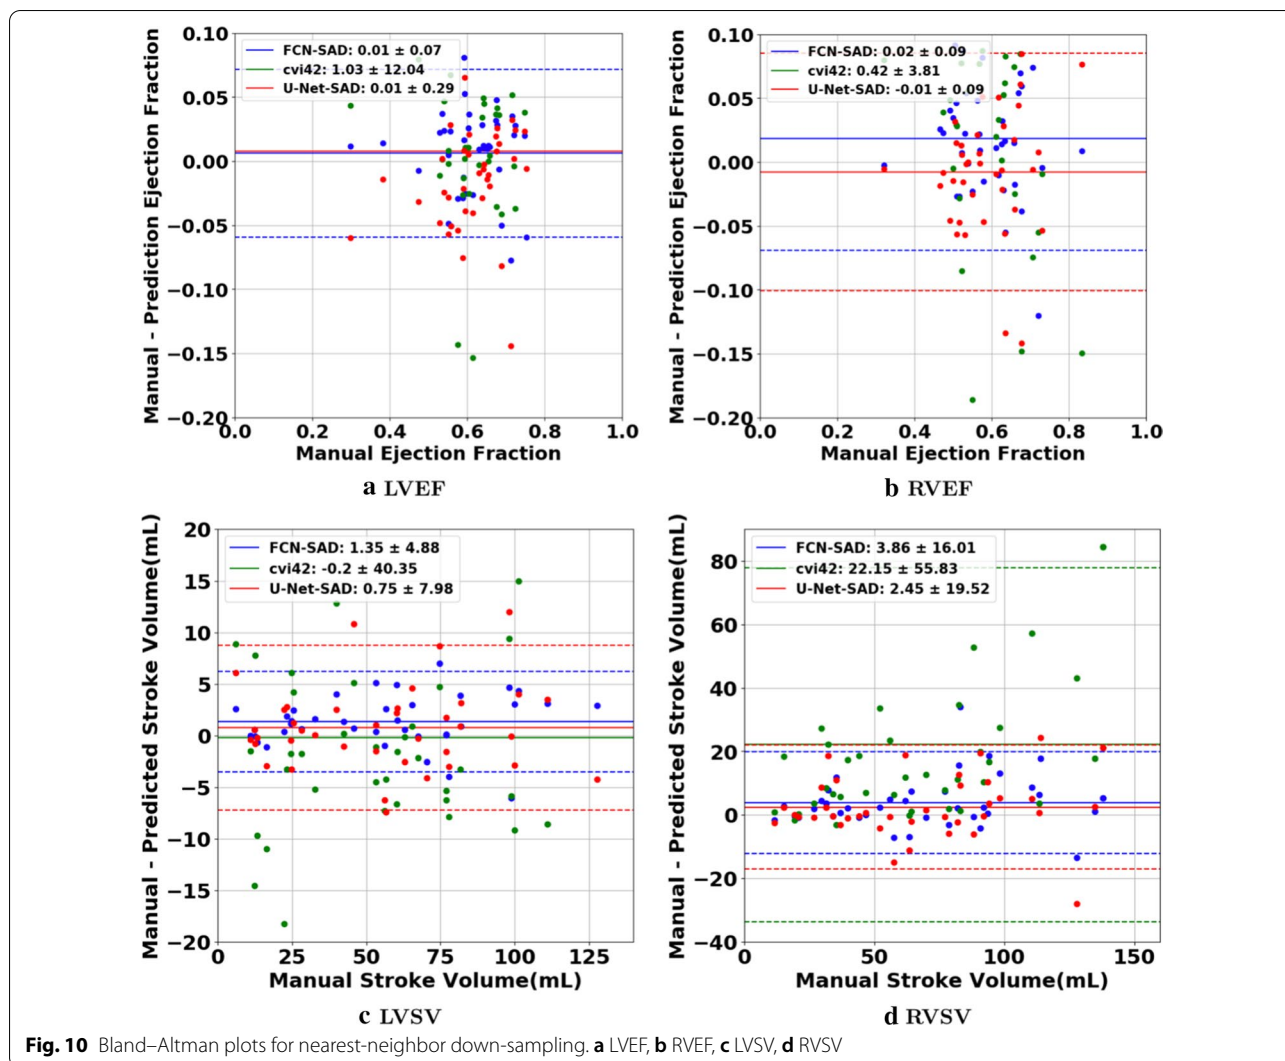 Manual - Prediction Ejection Fraction
0.10
0.05
0.00
−0.05
−0.10
−0.15
−0.20
FCN-SAD: 0.01 ± 0.07
cvi42: 1.03 ± 12.04
U-Net-SAD: 0.01 ± 0.29
0.0 0.2 0.4 0.6 0.8 1.0
Manual Ejection Fraction
a LVEF
Manual - Prediction Ejection Fraction
0.10
0.05
0.00
−0.05
−0.10
−0.15
−0.20
FCN-SAD: 0.02 ± 0.09
cvi42: 0.42 ± 3.81
U-Net-SAD: -0.01 ± 0.09
0.0 0.2 0.4 0.6 0.8 1.0
Manual Ejection Fraction
b RVEF
Manual - Predicted Stroke Volume(mL)
20
15
10
5
0
−5
−10
−15
−20
FCN-SAD: 1.35 ± 4.88
cvi42: -0.2 ± 40.35
U-Net-SAD: 0.75 ± 7.98
0 25 50 75 100 125
Manual Stroke Volume(mL)
c LVSV
Manual - Predicted Stroke Volume(mL)
80
60
40
20
0
−20
−40
FCN-SAD: 3.86 ± 16.01
cvi42: 22.15 ± 55.83
U-Net-SAD: 2.45 ± 19.52
0 50 100 150
Manual Stroke Volume(mL)
d RVSV
Fig. 10 Bland–Altman plots for nearest-neighbor down-sampling. a LVEF, b RVEF, c LVSV, d RVSV